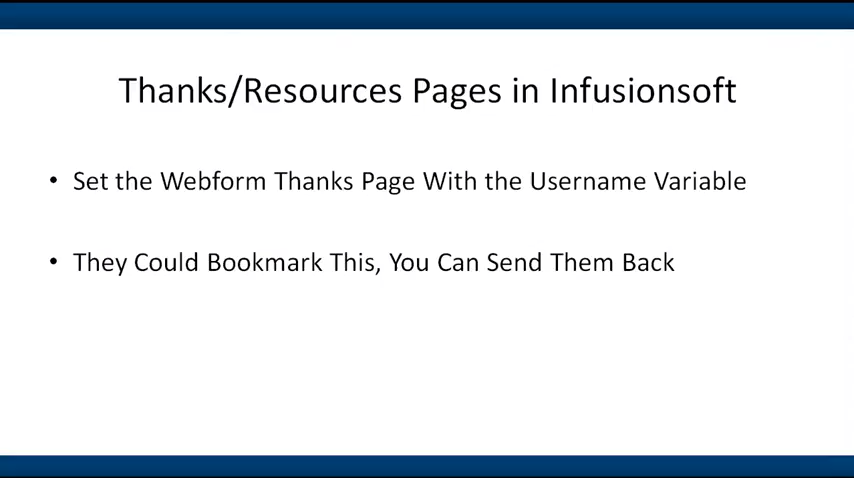 Thanks/Resources Pages in Infusionsoft
• Set the Webform Thanks Page With the Username Variable
• They Could Bookmark This, You Can Send Them Back